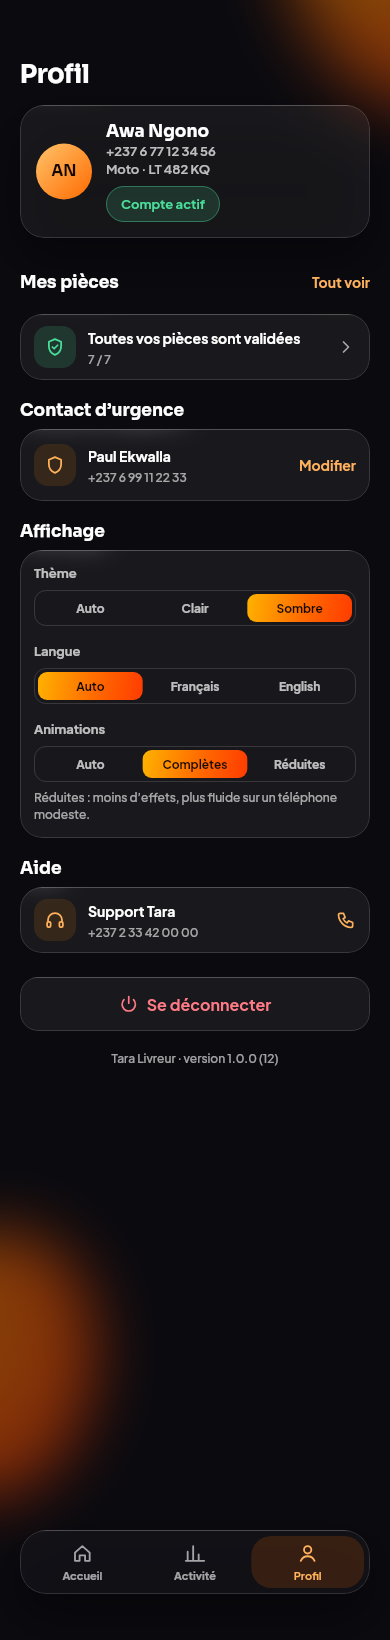 Profil
AN
Awa Ngono
+237 6 77 12 34 56
Moto · LT 482 KQ
Compte actif
Mes pièces
Tout voir
Toutes vos pièces sont validées
7 / 7
Contact d’urgence
Paul Ekwalla
+237 6 99 11 22 33
Modifier
Affichage
Thème
Auto Clair Sombre
Langue
Auto Français English
Animations
Auto Complètes Réduites
Réduites : moins d’effets, plus fluide sur un téléphone
modeste.
Aide
Support Tara
+237 2 33 42 00 00
Se déconnecter
Tara Livreur · version 1.0.0 (12)
Accueil Activité Profil